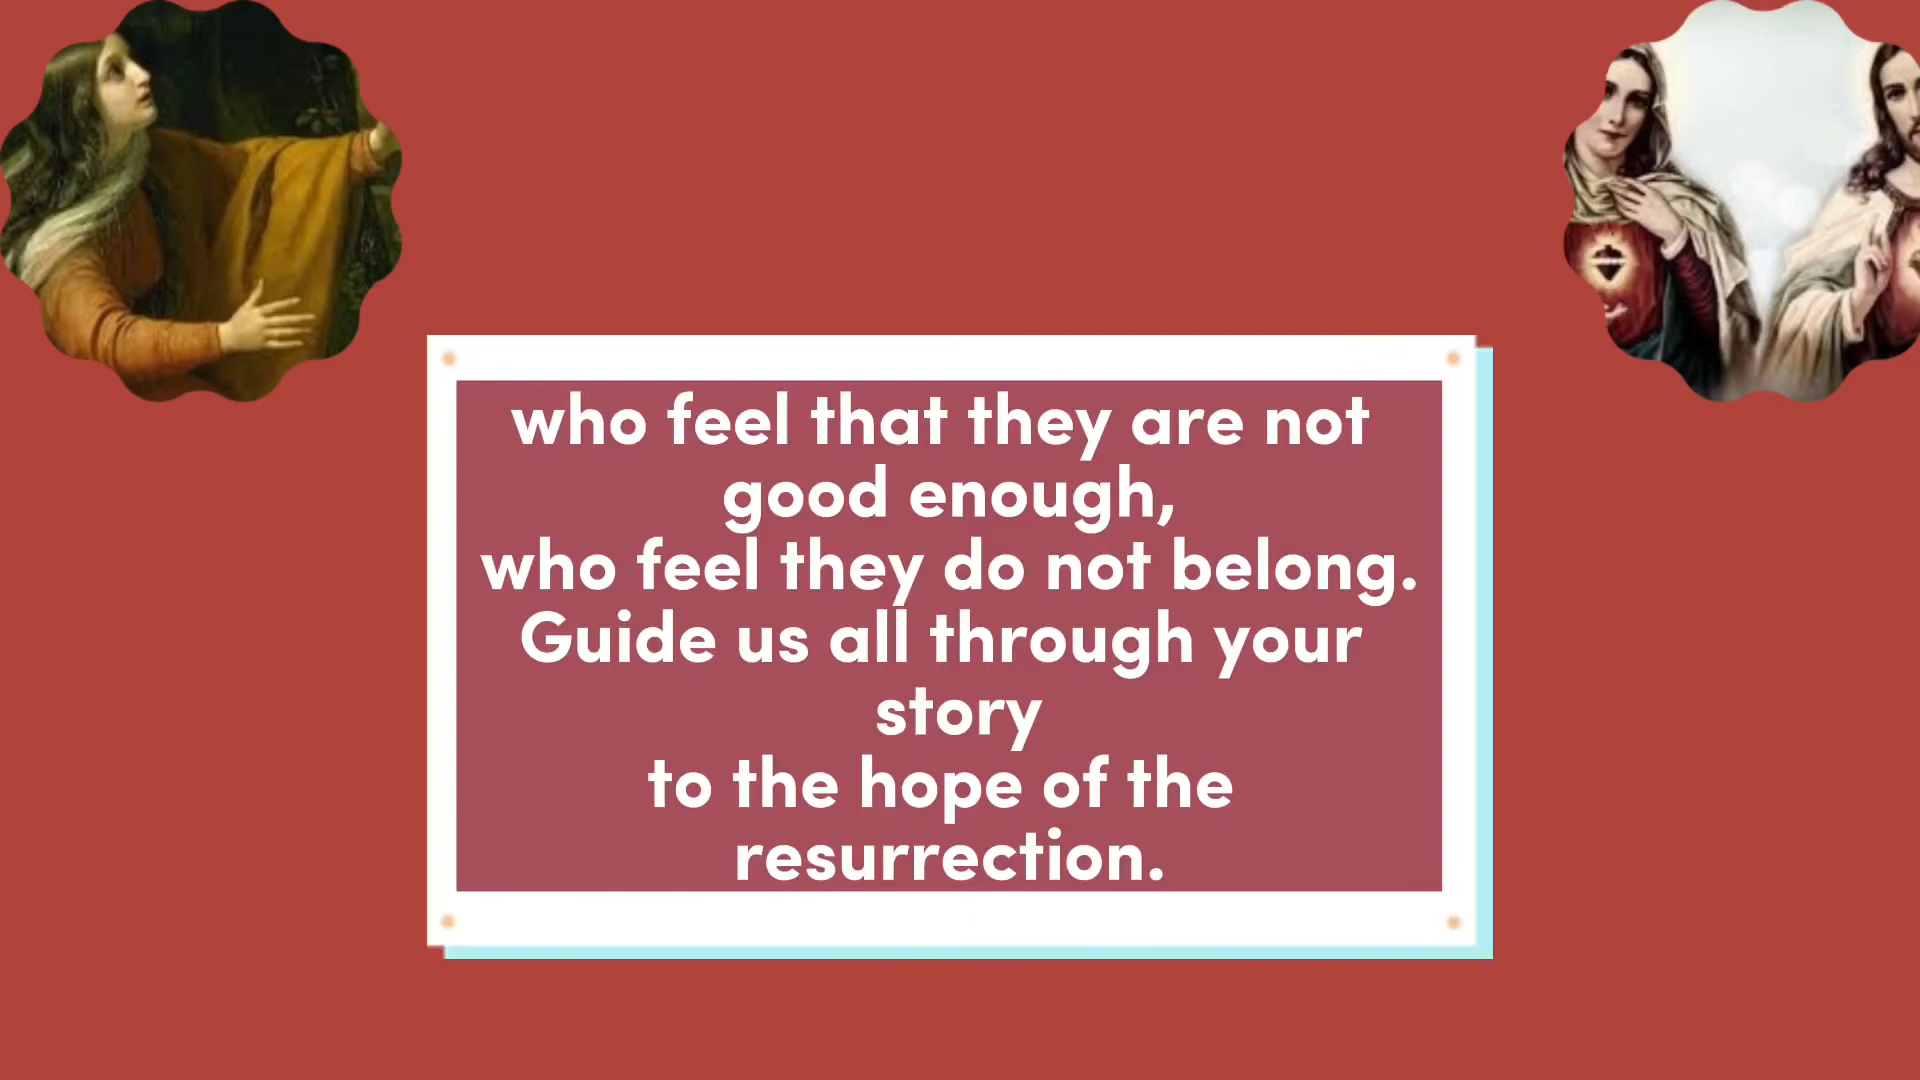 who feel that they are not
good enough,
who feel they do not belong.
Guide us all through your
story
to the hope of the
resurrection.